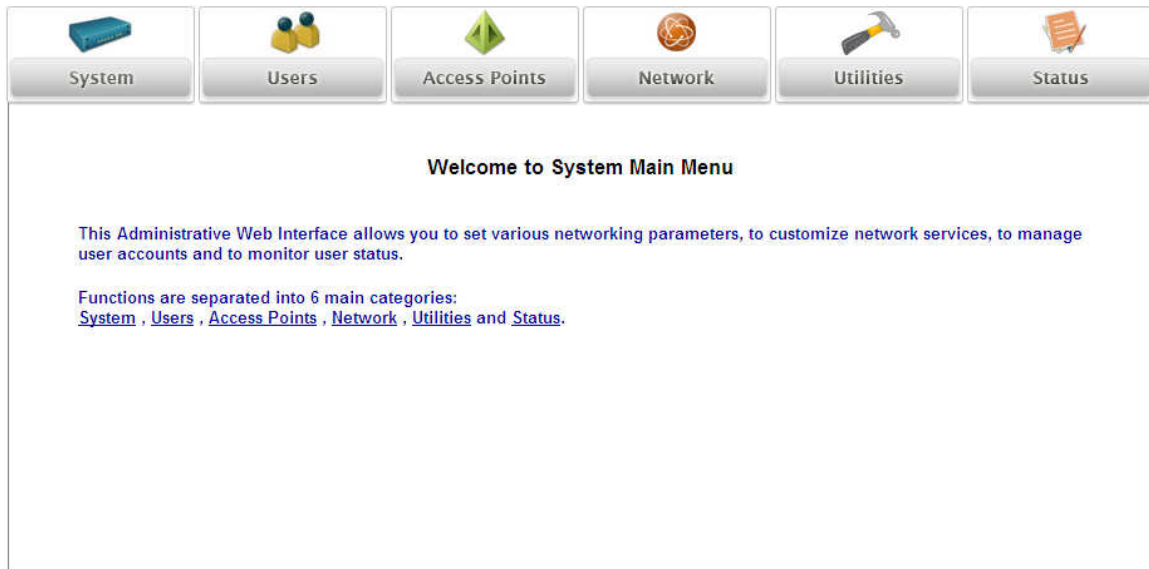 System
Users
Access Points
Network
Utilities
Status
Welcome to System Main Menu
This Administrative Web Interface allows you to set various networking parameters, to customize network services, to manage
user accounts and to monitor user status.
Functions are separated into 6 main categories:
System , Users , Access Points , Network , Utilities and Status.